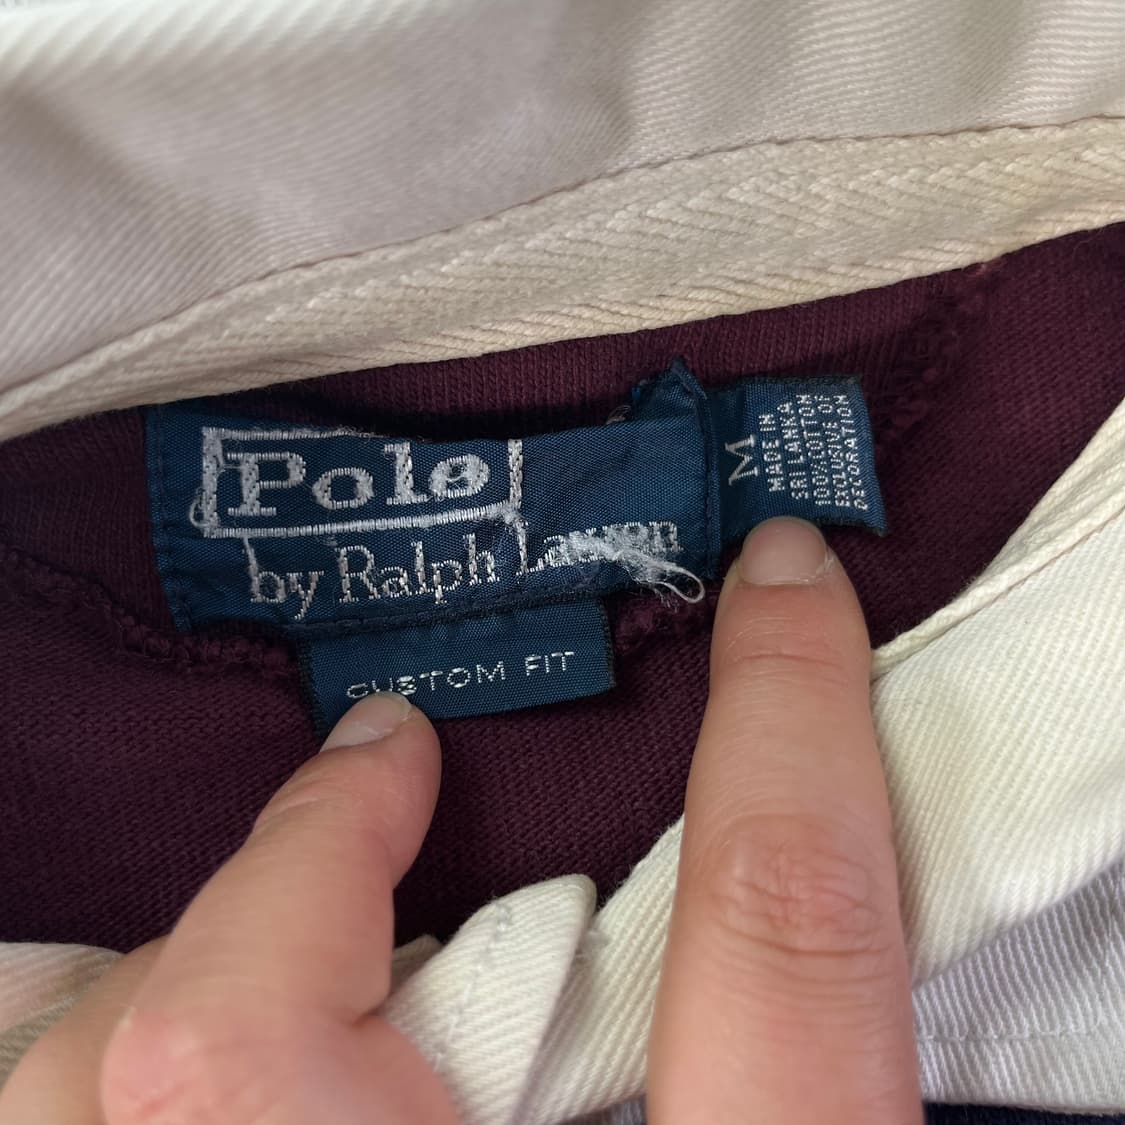 Polo
by Ralph Lauren
CUSTOM FIT
M
MADE IN
SRI LANKA
100% COTTON
EXCLUSIVE OF
DECORATION